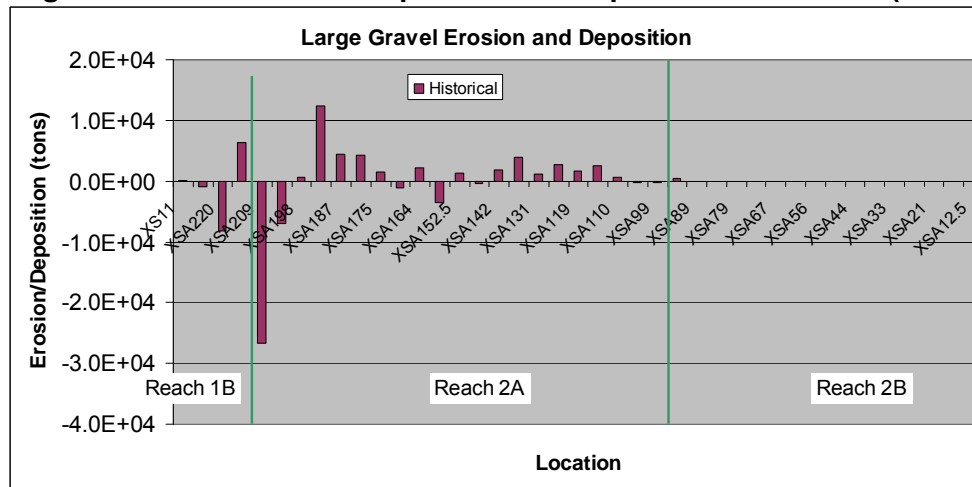 Large Gravel Erosion and Deposition
2.0E+04
Historical
1.0E+04
0.0E+00
-1.0E+04
-2.0E+04
-3.0E+04
-4.0E+04
Erosion/Deposition (tons)
XS11
XSA220
XSA209
XSA198
XSA187
XSA175
XSA164
XSA152.5
XSA142
XSA131
XSA119
XSA110
XSA99
XSA89
XSA79
XSA67
XSA56
XSA44
XSA33
XSA21
XSA12.5
Reach 1B
Reach 2A
Reach 2B
Location